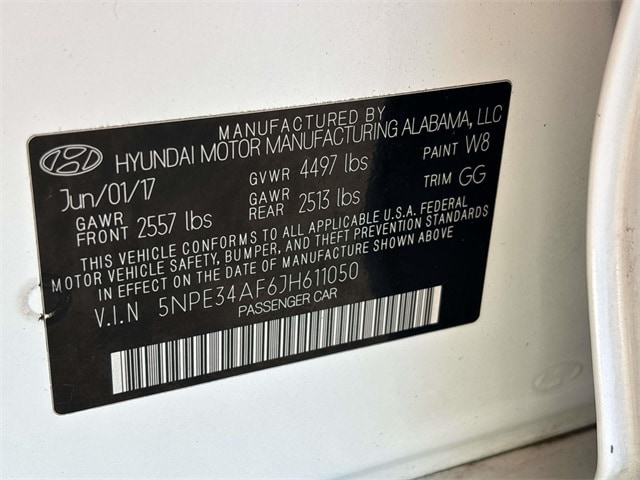 MANUFACTURED BY
HYUNDAI MOTOR MANUFACTURING ALABAMA, LLC
Jun/01/17 GVWR 4497 lbs PAINT W8
GAWR FRONT 2557 lbs GAWR REAR 2513 lbs TRIM GG
THIS VEHICLE CONFORMS TO ALL APPLICABLE U.S.A. FEDERAL
MOTOR VEHICLE SAFETY, BUMPER, AND THEFT PREVENTION STANDARDS
IN EFFECT ON THE DATE OF MANUFACTURE SHOWN ABOVE
V.I.N 5NPE34AF6JH611050
PASSENGER CAR